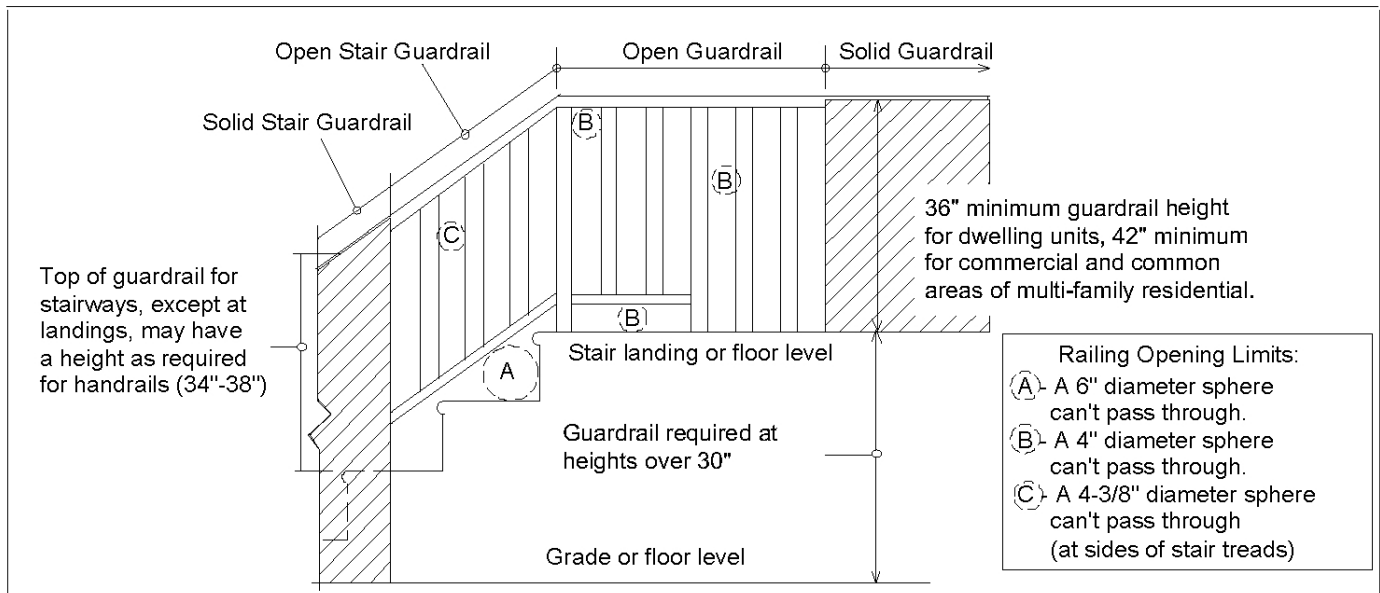 Open Stair Guardrail
Open Guardrail
Solid Guardrail
Solid Stair Guardrail
B
B
C
36" minimum guardrail height
for dwelling units, 42" minimum
for commercial and common
areas of multi-family residential.
Top of guardrail for
stairways, except at
landings, may have
a height as required
for handrails (34"-38")
B
A
Stair landing or floor level
Guardrail required at
heights over 30"
Grade or floor level
Railing Opening Limits:
A - A 6" diameter sphere
can't pass through.
B - A 4" diameter sphere
can't pass through.
C - A 4-3/8" diameter sphere
can't pass through
(at sides of stair treads)